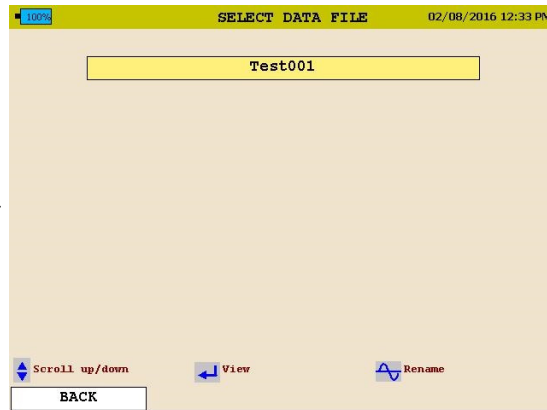 100% SELECT DATA FILE 02/08/2016 12:33 PM
Test001
Scroll up/down View Rename
BACK